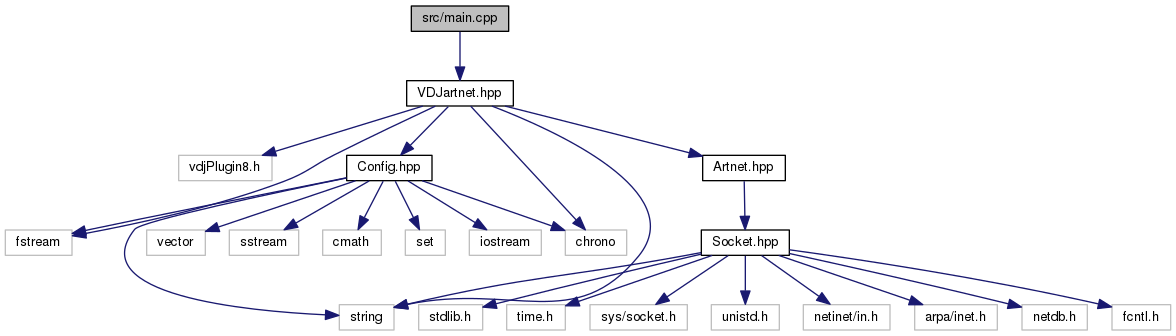 src/main.cpp
VDJartnet.hpp
vdjPlugin8.h
Config.hpp
Artnet.hpp
fstream
vector
sstream
cmath
set
iostream
chrono
Socket.hpp
string
stdlib.h
time.h
sys/socket.h
unistd.h
netinet/in.h
arpa/inet.h
netdb.h
fcntl.h